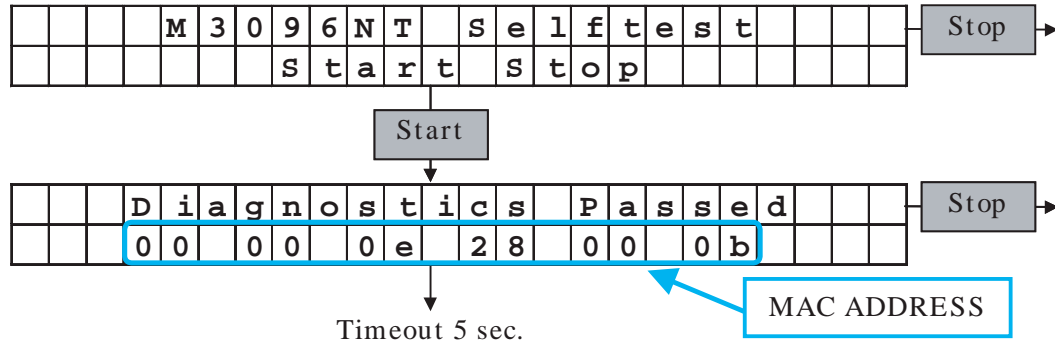 M3096NT Selftest
Stop
Start Stop
Start
Diagnostics Passed
Stop
00 00 0e 28 00 0b
MAC ADDRESS
Timeout 5 sec.